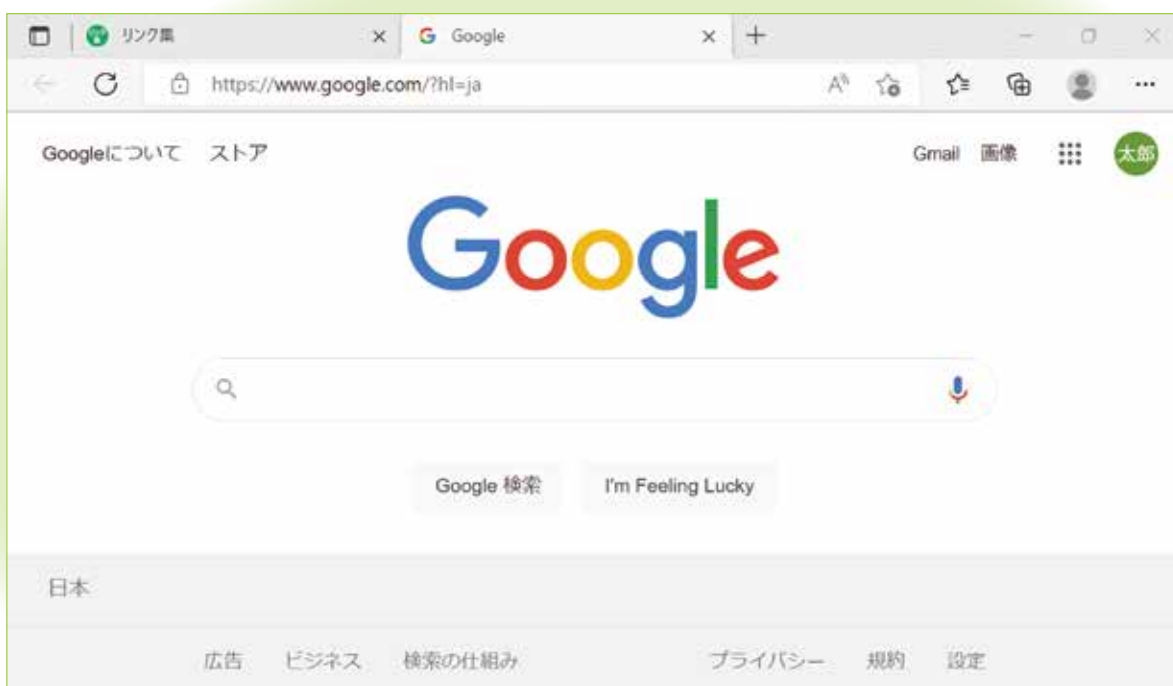 リンク集 Google
https://www.google.com/?hl=ja
Googleについて ストア Gmail 画像 太郎
Google
Google 検索 I'm Feeling Lucky
日本
広告 ビジネス 検索の仕組み プライバシー 規約 設定